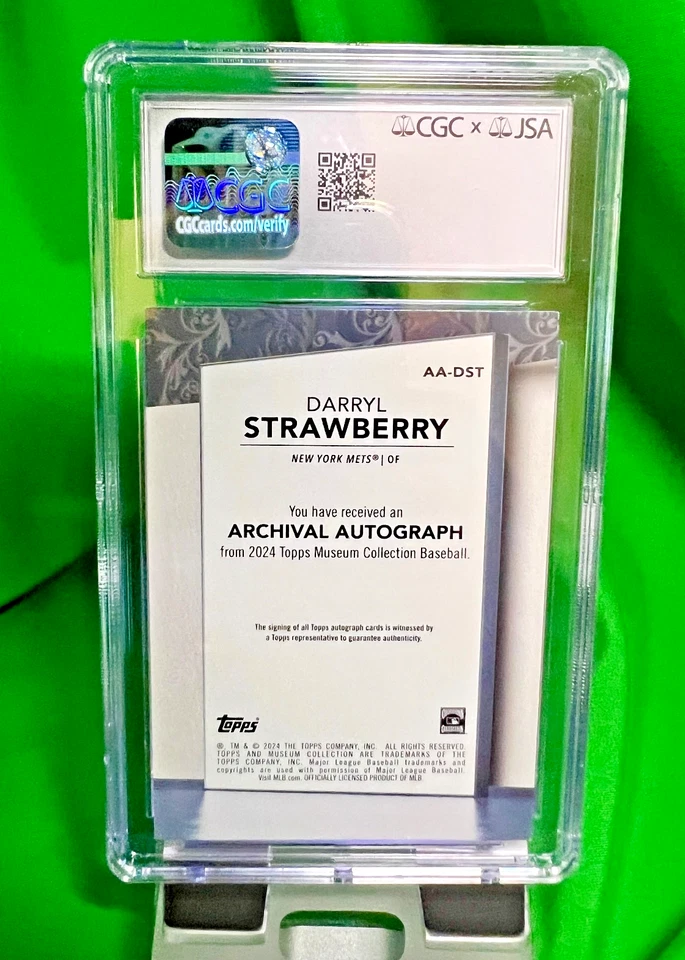 CGC x JSA
CGC
CGCcards.com/verify
AA-DST
DARRYL
STRAWBERRY
NEW YORK METS® | OF
You have received an
ARCHIVAL AUTOGRAPH
from 2024 Topps Museum Collection Baseball.
The signing of all Topps autograph cards is witnessed by
a Topps representative to guarantee authenticity.
Topps
®, TM & © 2024 THE TOPPS COMPANY, INC. ALL RIGHTS RESERVED.
TOPPS AND MUSEUM COLLECTION ARE TRADEMARKS OF THE
TOPPS COMPANY, INC. Major League Baseball trademarks and
copyrights are used with permission of Major League Baseball.
Visit MLB.com. OFFICIALLY LICENSED PRODUCT OF MLB.